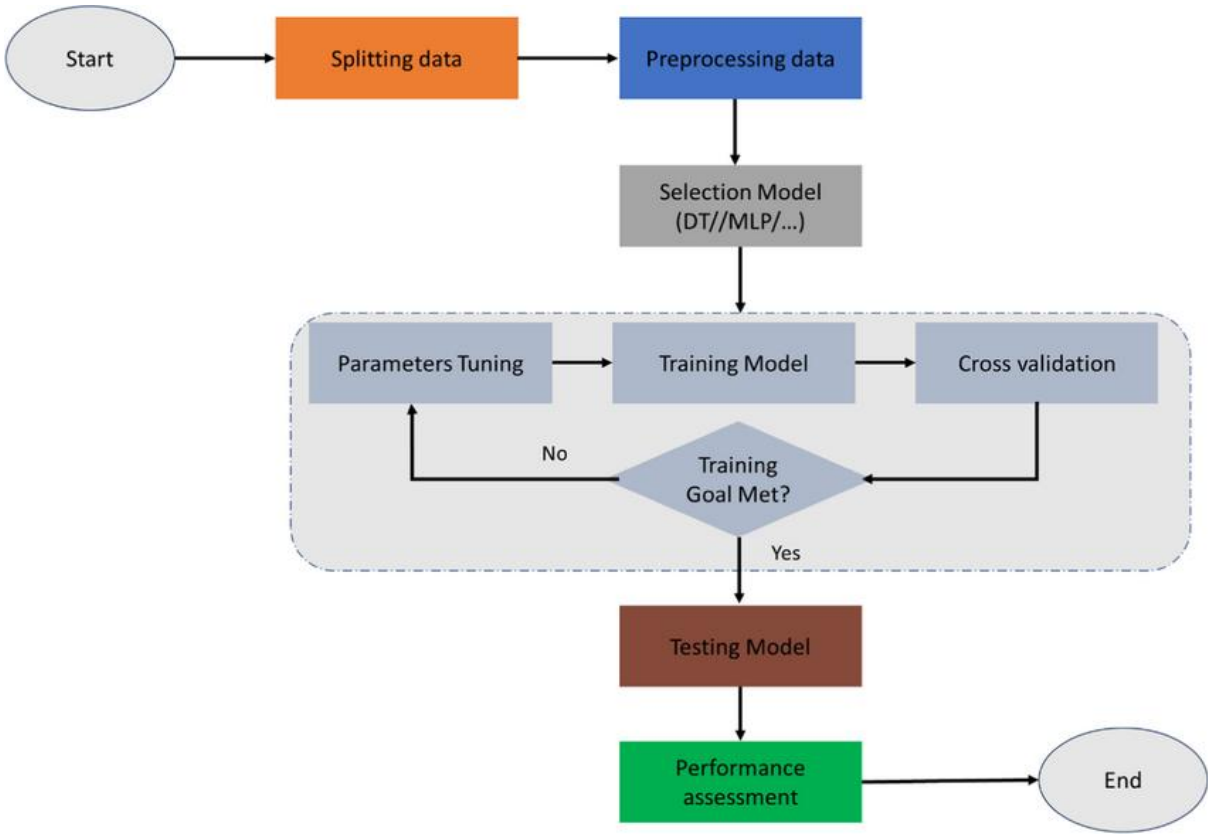 Start
Splitting data
Preprocessing data
Selection Model
(DT//MLP/...)
Parameters Tuning
Training Model
Cross validation
No
Training
Goal Met?
Yes
Testing Model
Performance
assessment
End